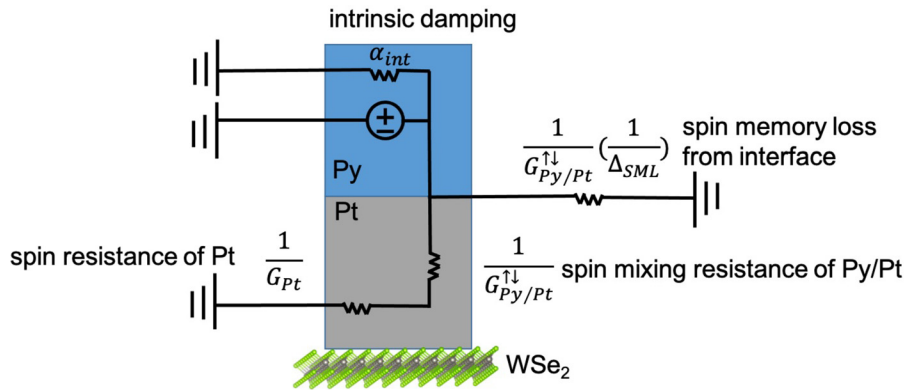 intrinsic damping
α_int
Py
1/G^↑↓_Py/Pt (1/Δ_SML) spin memory loss
from interface
Pt
spin resistance of Pt 1/G_Pt
1/G^↑↓_Py/Pt spin mixing resistance of Py/Pt
WSe₂